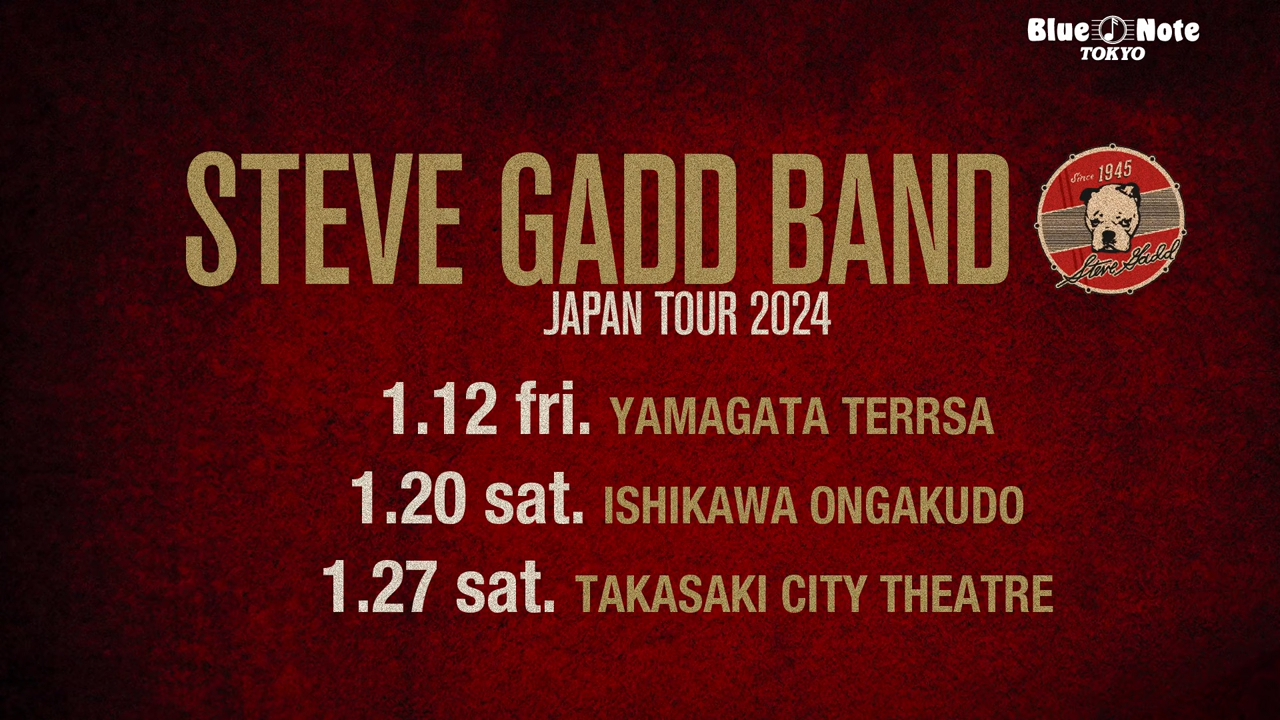 Blue Note
TOKYO
STEVE GADD BAND
Since 1945
Steve Gadd
JAPAN TOUR 2024
1.12 fri. YAMAGATA TERRSA
1.20 sat. ISHIKAWA ONGAKUDO
1.27 sat. TAKASAKI CITY THEATRE